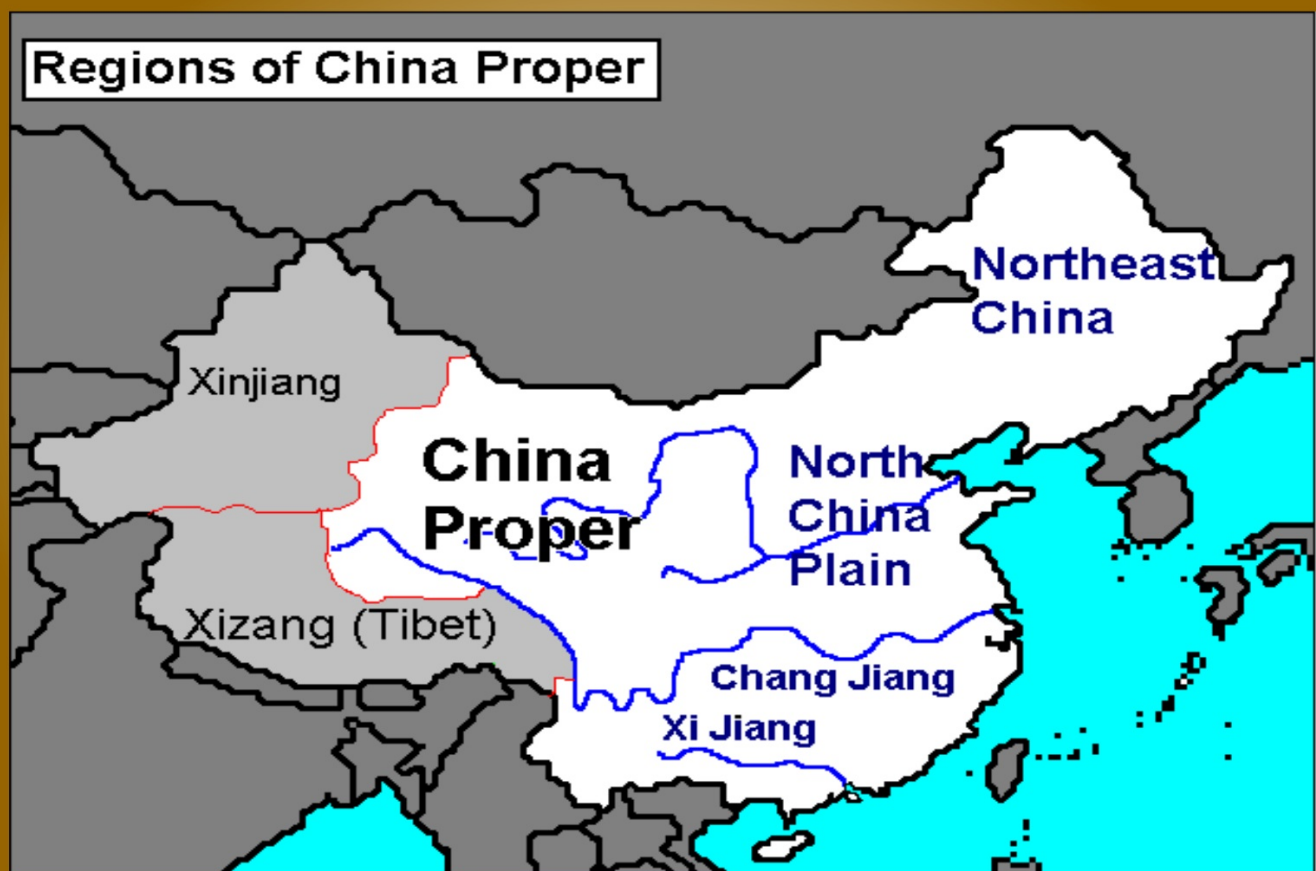 Regions of China Proper
Northeast
China
Xinjiang
China
Proper
North
China
Plain
Xizang (Tibet)
Chang Jiang
Xi Jiang